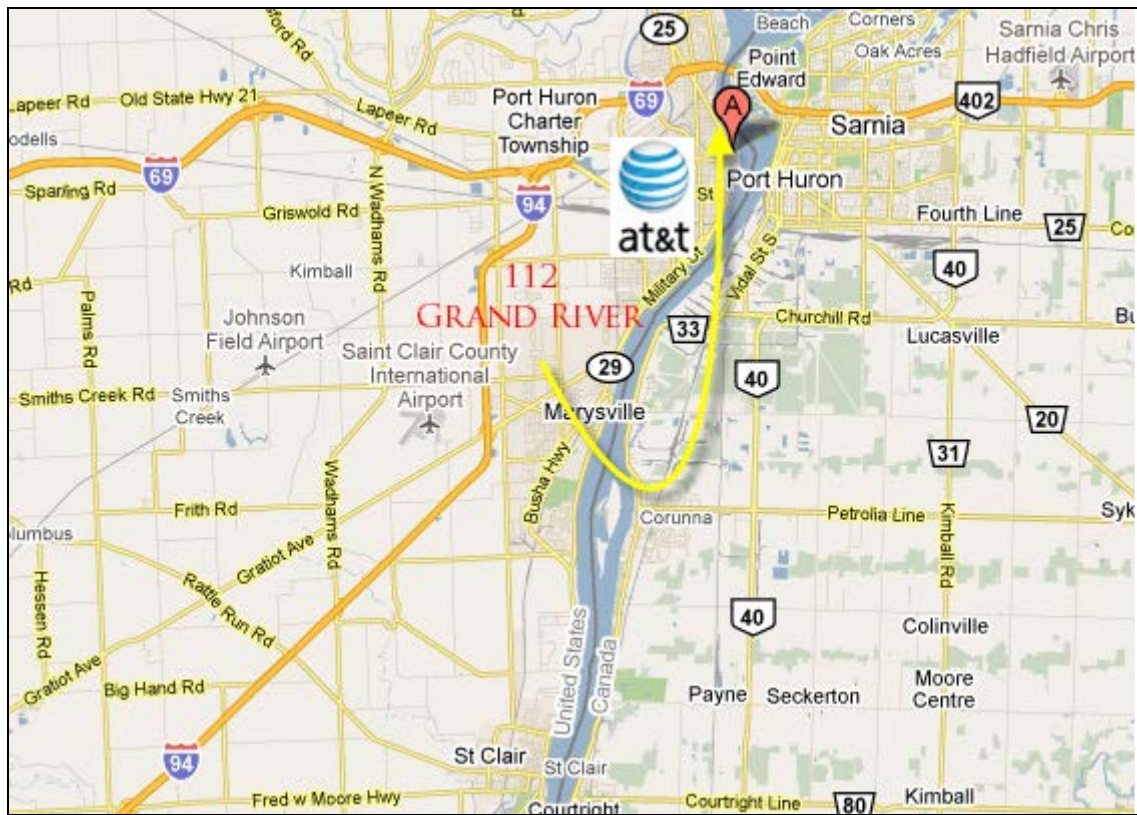 Beach
Corners
Sarnia Chris
Hadfield Airport
25
Oak Acres
Point
Edward
Lapeer Rd
Old State Hwy 21
Lapeer Rd
Port Huron
Charter
Township
69
402
A
Sarnia
69
Sparling Rd
N Wadhams Rd
94
at&t
St
Port Huron
Griswold Rd
Fourth Line
25
Kimball
Military St
Vidal St S
40
Rd
112
Grand River
Palms Rd
Johnson
Field Airport
33
Churchill Rd
Lucasville
Saint Clair County
International
Airport
29
40
Smiths Creek Rd
Smiths
Creek
Marysville
20
31
Wadhams Rd
Busha Hwy
Frith Rd
Corunna
Petrolia Line
Kimball Rd
Gratiot Ave
Hessen Rd
Rattle Run Rd
40
Colinville
United States
Canada
Gratiot Ave
Big Hand Rd
Payne
Seckerton
Moore
Centre
94
St Clair
St Clair
Fred w Moore Hwy
Courtright
Courtright Line
80
Kimball